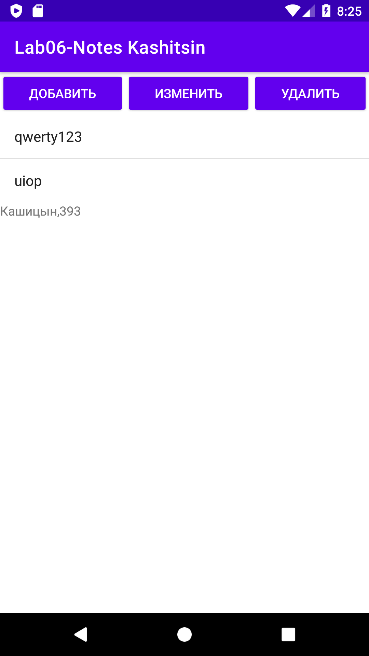 8:25
Lab06-Notes Kashitsin
ДОБАВИТЬ ИЗМЕНИТЬ УДАЛИТЬ
qwerty123
uiop
Кашицын,393